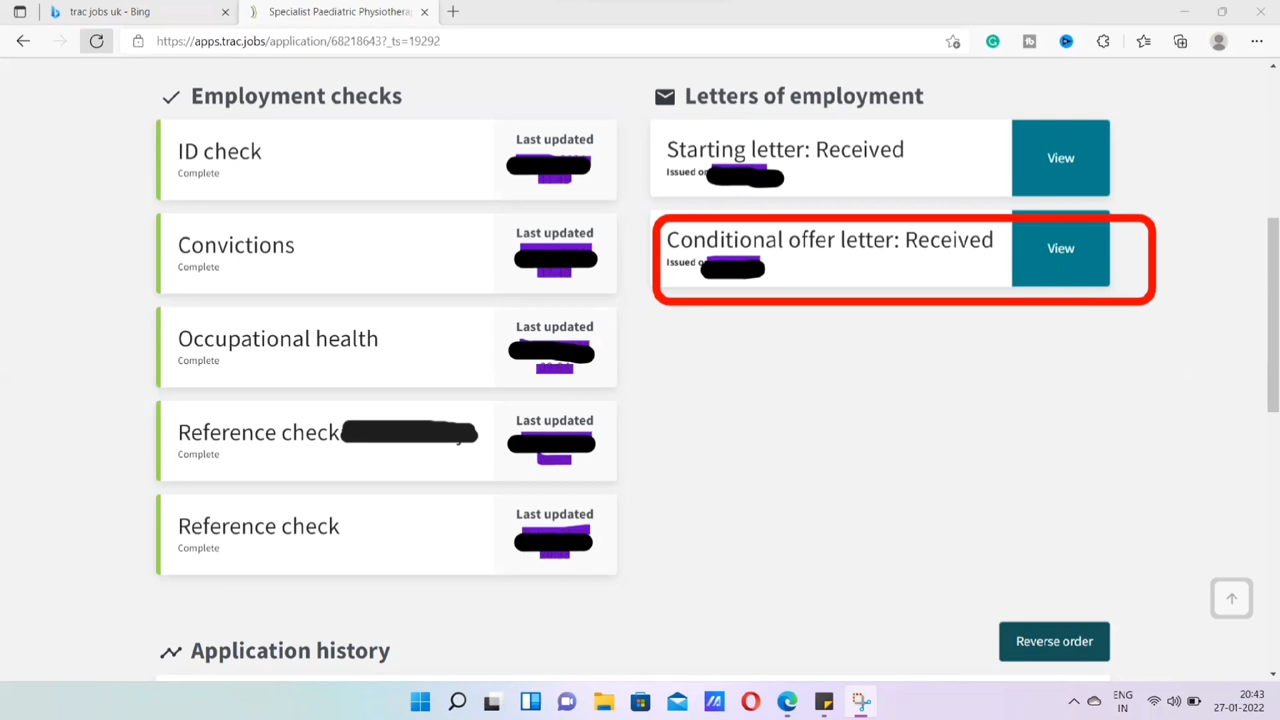 trac jobs uk - Bing
Specialist Paediatric Physiothera
https://apps.trac.jobs/application/68218643?_ts=19292
Employment checks
ID check
Complete
Last updated
Convictions
Complete
Last updated
Occupational health
Complete
Last updated
Reference check
Complete
Last updated
Reference check
Complete
Last updated
Letters of employment
Starting letter: Received
Issued
View
Conditional offer letter: Received
Issued
View
Application history
Reverse order
ENG
IN
20:43
27-01-2022